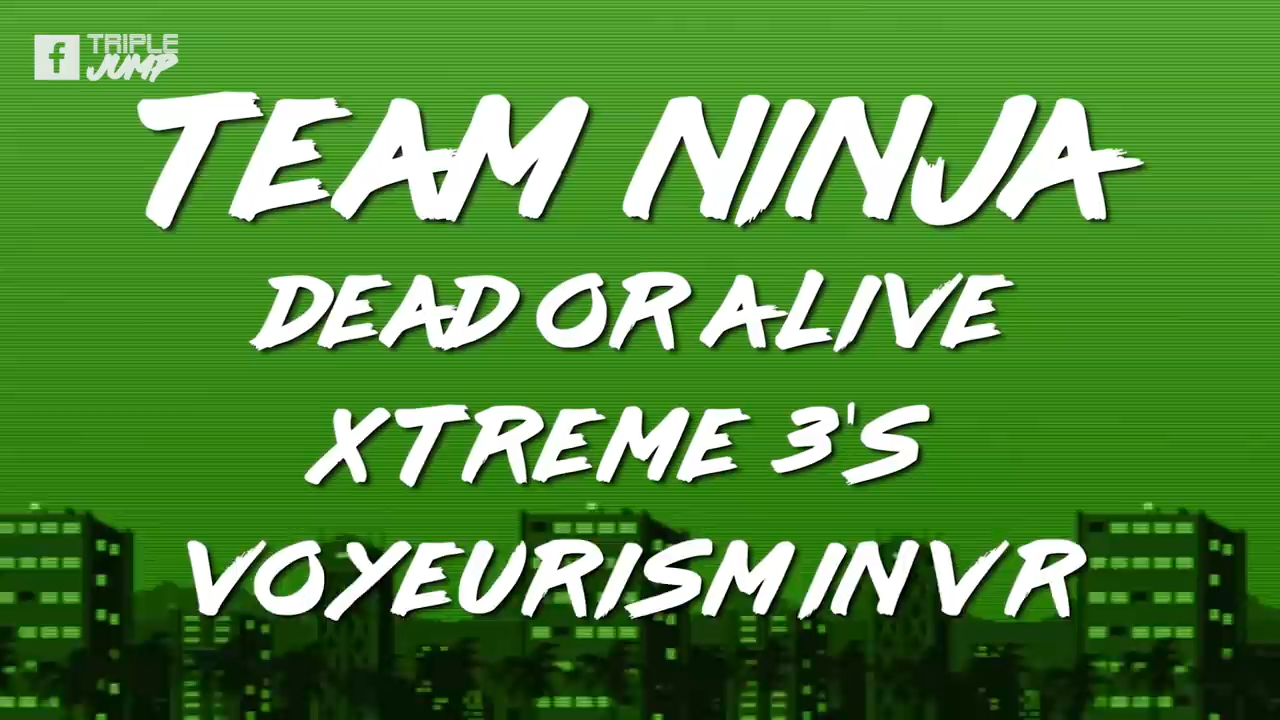 f TRIPLE
JUMP
TEAM NINJA
DEAD OR ALIVE
XTREME 3'S
VOYEURISM IN VR